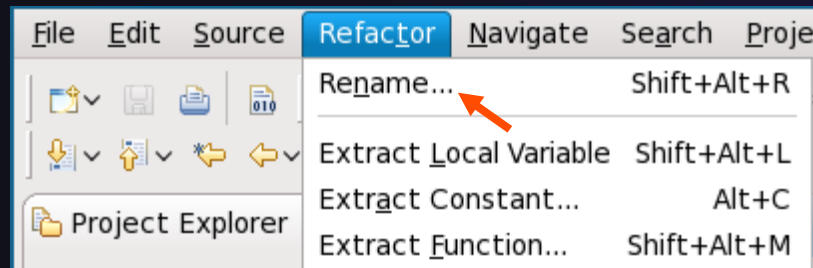 File Edit Source Refactor Navigate Search Proje
Rename... Shift+Alt+R
010
Extract Local Variable Shift+Alt+L
Extract Constant... Alt+C
Project Explorer
Extract Function... Shift+Alt+M